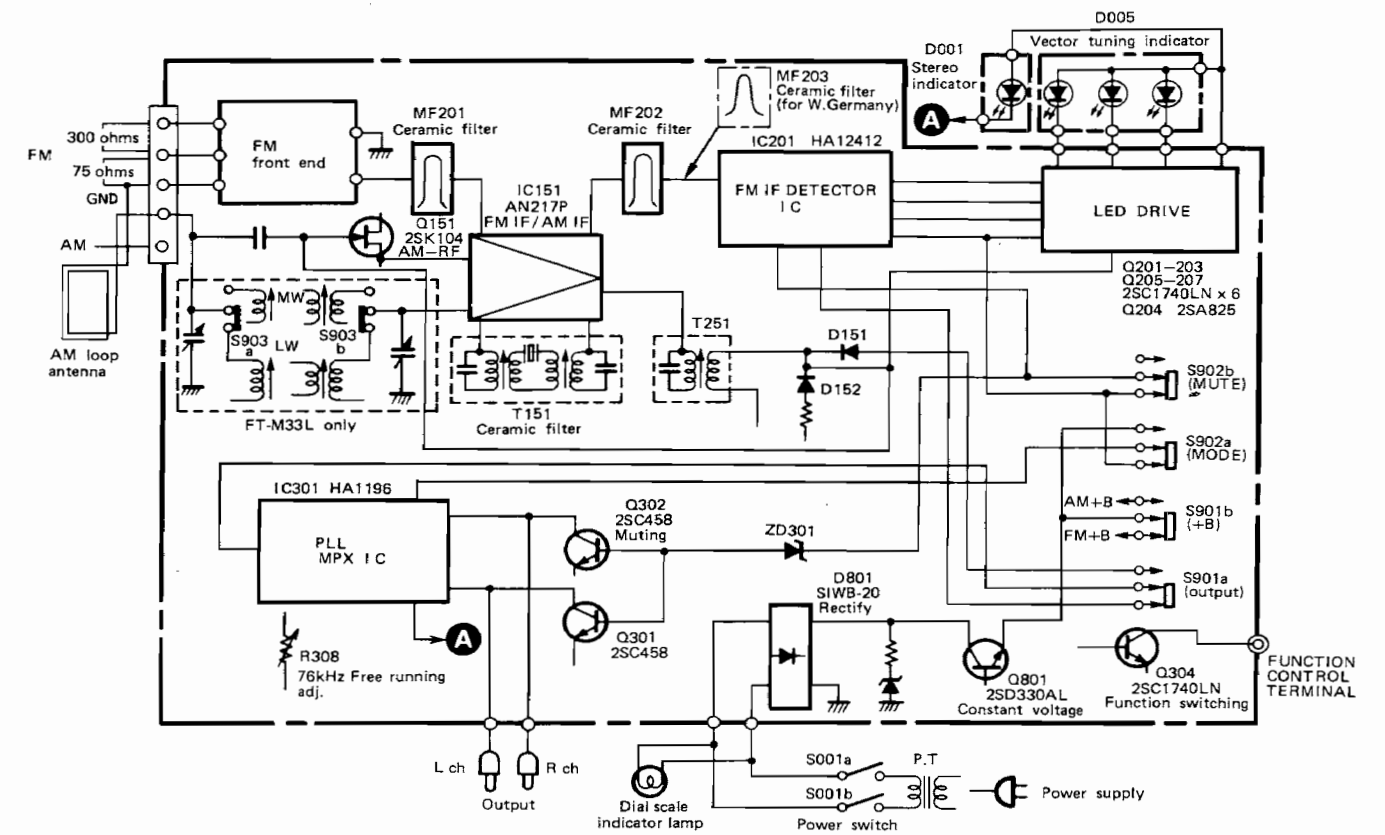 D005
Vector tuning indicator
D001
Stereo
indicator
A
MF203
Ceramic filter
(for W.Germany)
MF201
Ceramic filter
MF202
Ceramic filter
300 ohms
FM
75 ohms
GND
AM
AM loop
antenna
FM
front end
IC151
AN217P
FM IF/AM IF
Q151
2SK104
AM-RF
IC201 HA12412
FM IF DETECTOR
IC
LED DRIVE
Q201-203
Q205-207
2SC1740LN x 6
Q204 2SA825
MW
S903
a
LW
S903
b
FT-M33L only
T151
Ceramic filter
T251
D151
D152
S902b
(MUTE)
S902a
(MODE)
AM+B
S901b
(+B)
FM+B
S901a
(output)
IC301 HA1196
PLL
MPX IC
Q302
2SC458
Muting
ZD301
Q301
2SC458
A
R308
76kHz Free running
adj.
D801
SIWB-20
Rectify
Q801
2SD330AL
Constant voltage
Q304
2SC1740LN
Function switching
FUNCTION
CONTROL
TERMINAL
L ch
R ch
Output
Dial scale
indicator lamp
S001a
S001b
Power switch
P.T
Power supply